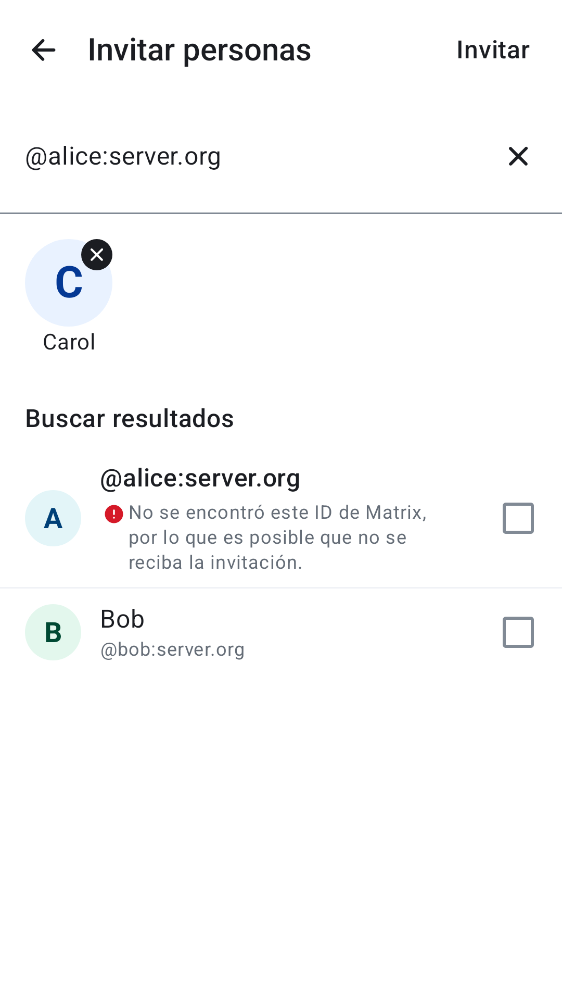 Invitar personas
Invitar
@alice:server.org
C
Carol
Buscar resultados
A
@alice:server.org
No se encontró este ID de Matrix,
por lo que es posible que no se
reciba la invitación.
B
Bob
@bob:server.org